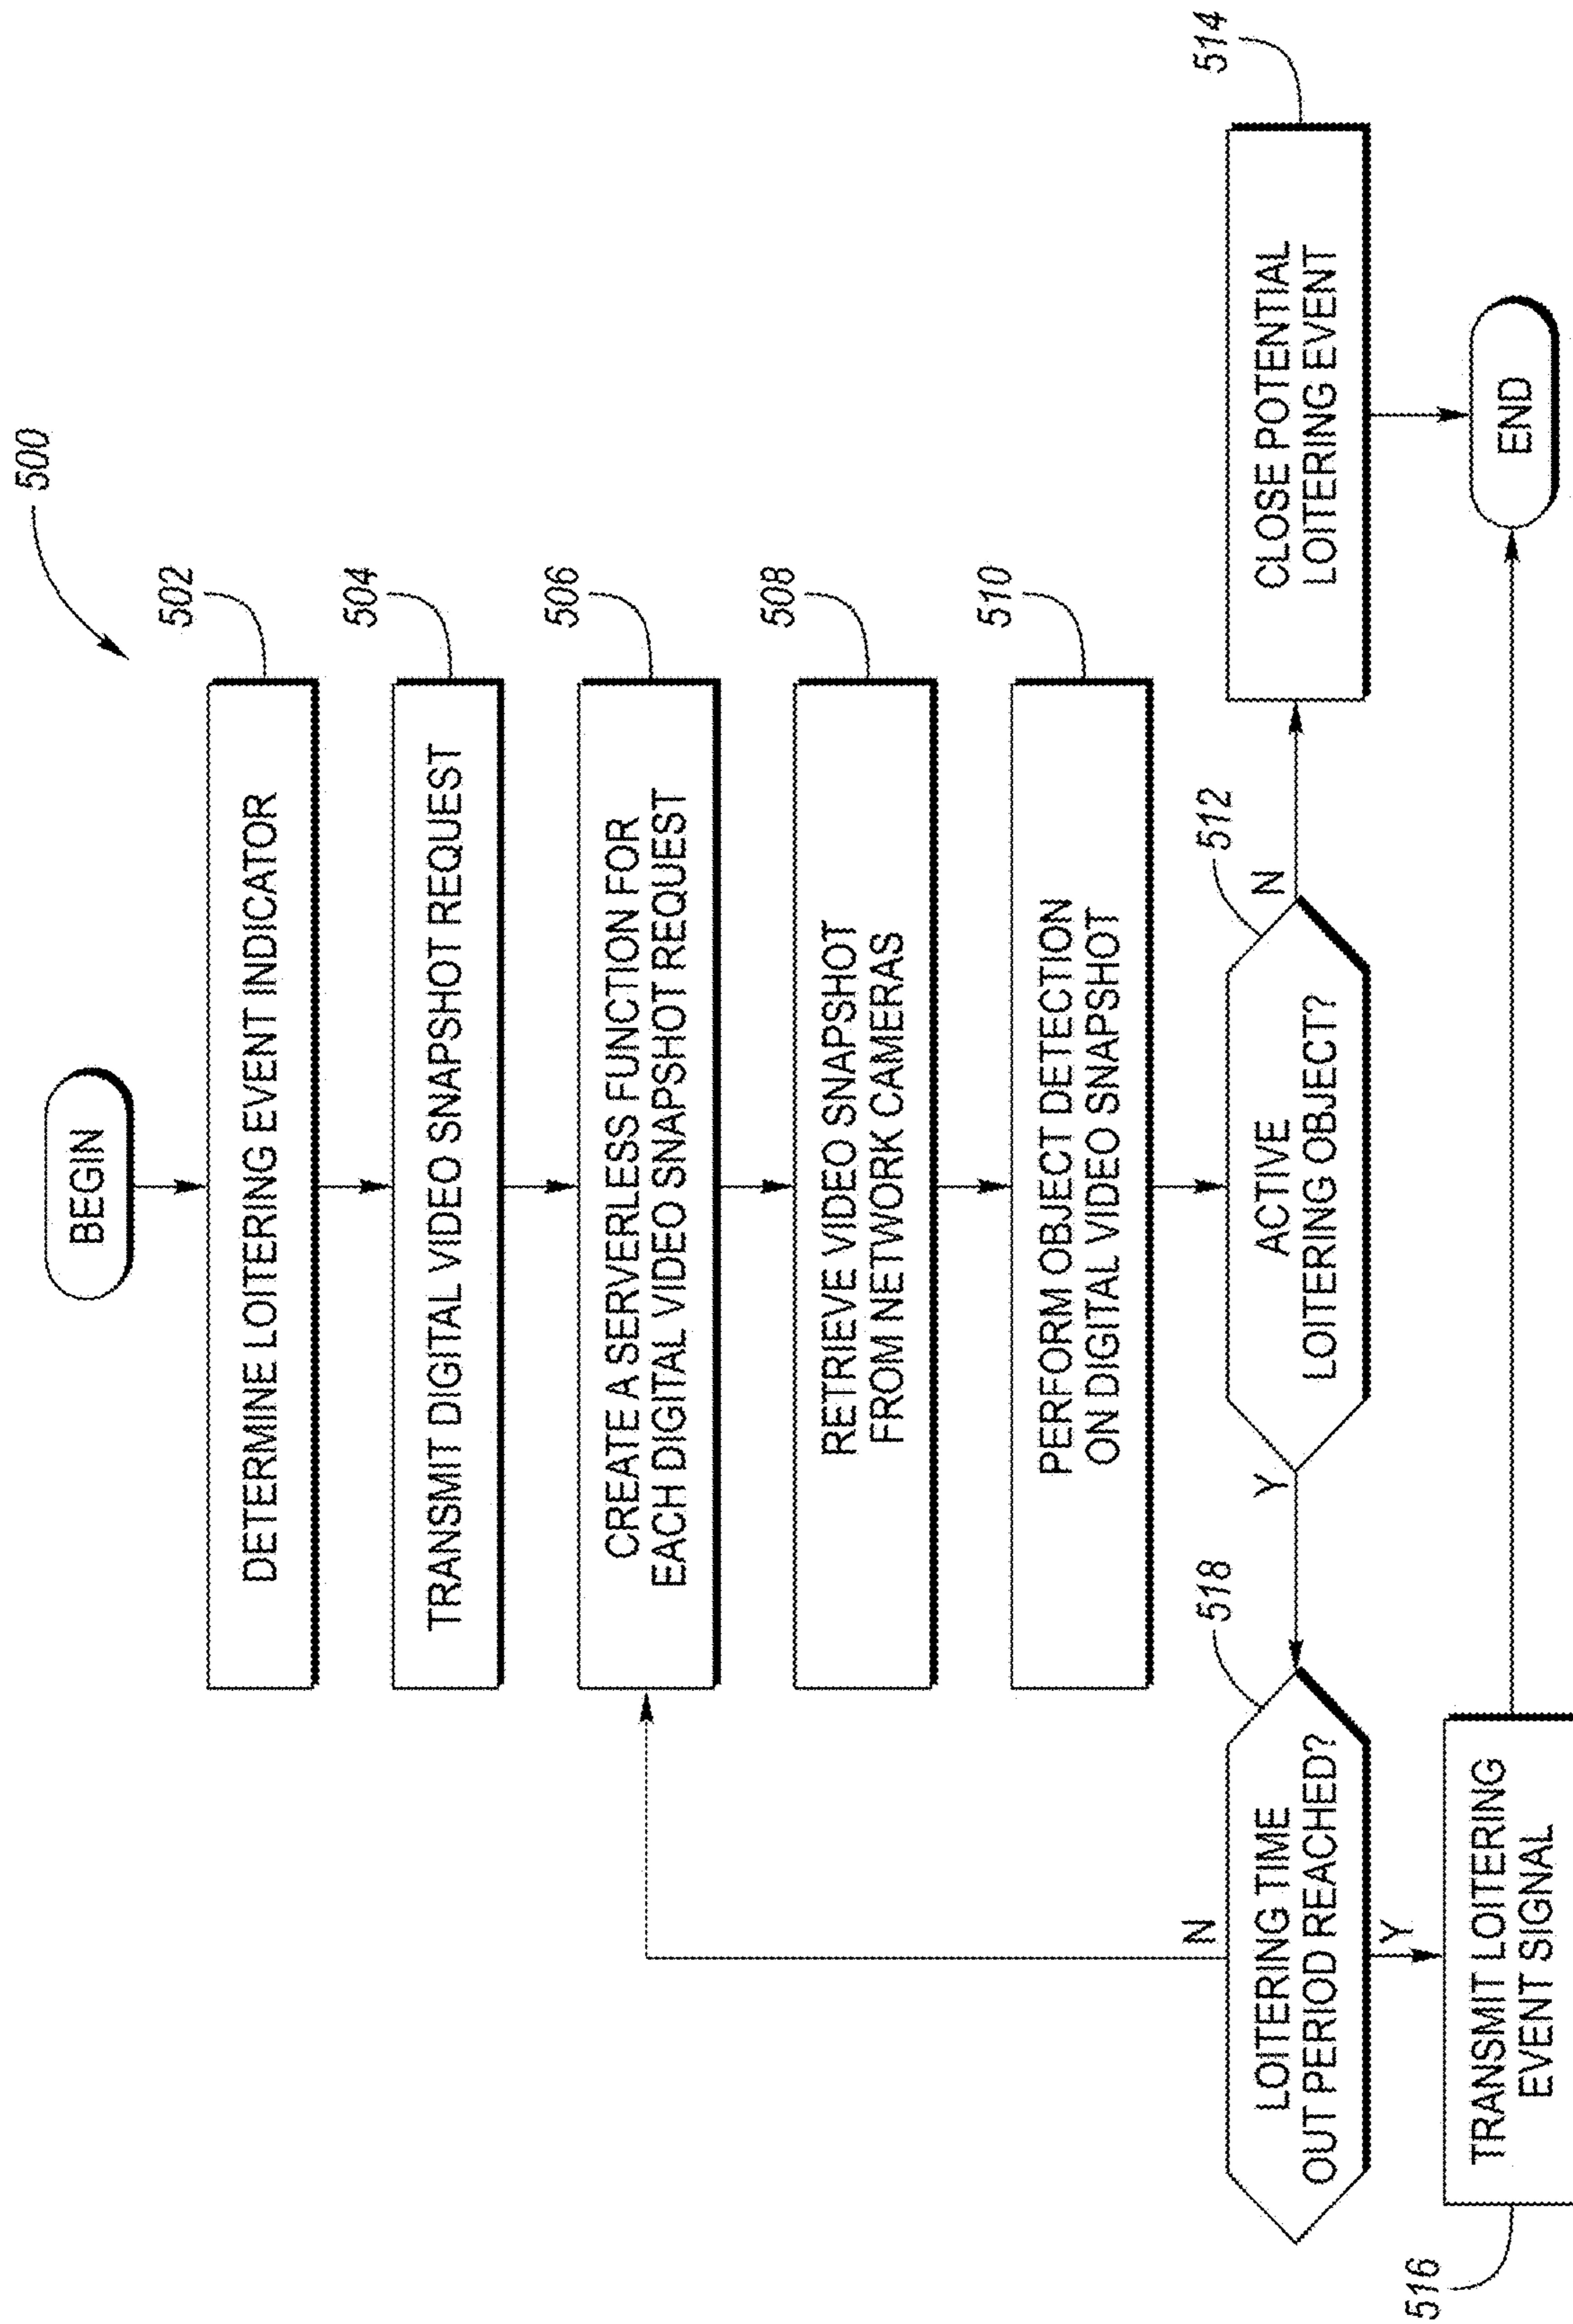 500
BEGIN
502
DETERMINE LOITERING EVENT INDICATOR
504
TRANSMIT DIGITAL VIDEO SNAPSHOT REQUEST
506
CREATE A SERVERLESS FUNCTION FOR
EACH DIGITAL VIDEO SNAPSHOT REQUEST
508
RETRIEVE VIDEO SNAPSHOT
FROM NETWORK CAMERAS
510
PERFORM OBJECT DETECTION
ON DIGITAL VIDEO SNAPSHOT
518
N
LOITERING TIME
OUT PERIOD REACHED?
Y
Y
ACTIVE
LOITERING OBJECT?
512
N
514
CLOSE POTENTIAL
LOITERING EVENT
516
TRANSMIT LOITERING
EVENT SIGNAL
END